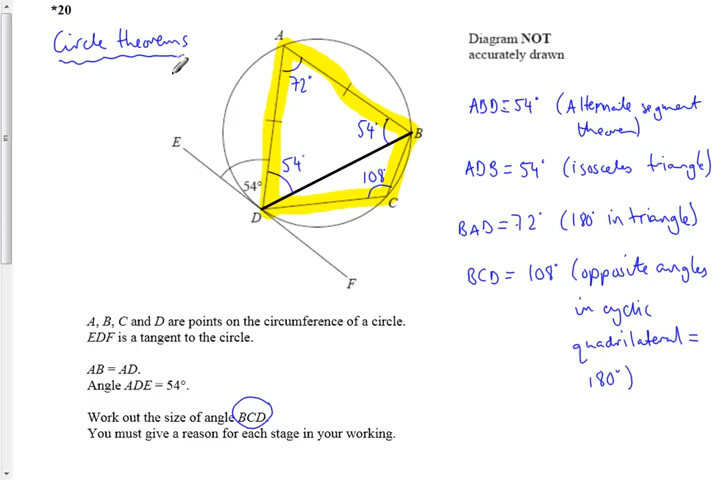 *20
Circle theorems
Diagram NOT
accurately drawn
A
72°
54°
B
E
54°
54°
108°
D
C
F
ABD = 54° (Alternate segment
theorem)
ADB = 54° (isosceles triangle)
BAD = 72° (180° in triangle)
BCD = 108° (opposite angles
in cyclic
quadrilateral =
180°)
A, B, C and D are points on the circumference of a circle.
EDF is a tangent to the circle.
AB = AD.
Angle ADE = 54°.
Work out the size of angle BCD.
You must give a reason for each stage in your working.